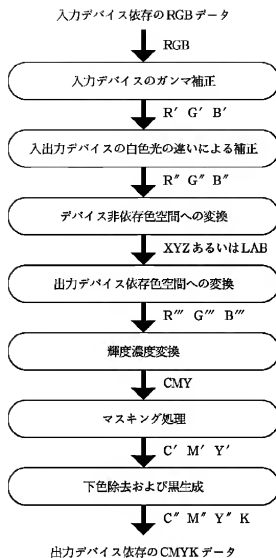 入力デバイス依存のRGBデータ
RGB
入力デバイスのガンマ補正
R′ G′ B′
入出力デバイスの白色光の違いによる補正
R″ G″ B″
デバイス非依存色空間への変換
XYZあるいはLAB
出力デバイス依存色空間への変換
R‴ G‴ B‴
輝度濃度変換
CMY
マスキング処理
C′ M′ Y′
下色除去および黒生成
C″ M″ Y″ K
出力デバイス依存のCMYKデータ